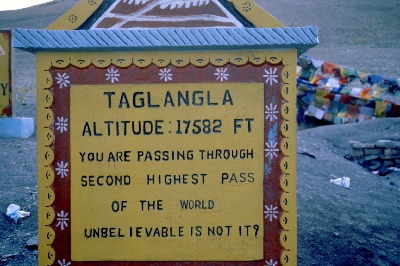 TAGLANGLA
ALTITUDE: 17582 FT
YOU ARE PASSING THROUGH
SECOND HIGHEST PASS
OF THE WORLD
UNBELIEVABLE IS NOT IT?